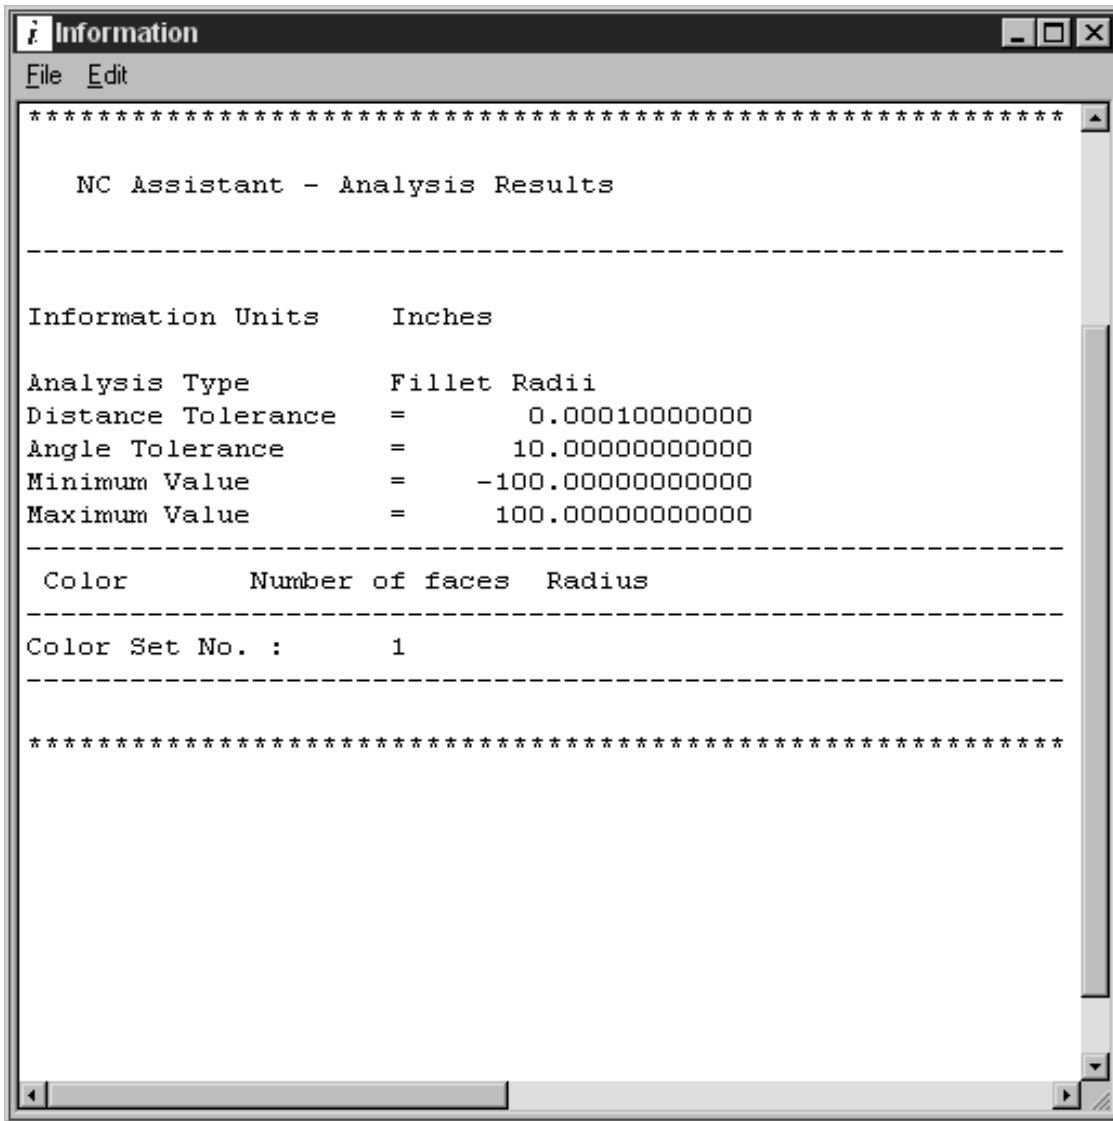 Information
File Edit
************************************************************
NC Assistant - Analysis Results
------------------------------------------------------------
Information Units Inches
Analysis Type Fillet Radii
Distance Tolerance = 0.00010000000
Angle Tolerance = 10.00000000000
Minimum Value = -100.00000000000
Maximum Value = 100.00000000000
------------------------------------------------------------
Color Number of faces Radius
------------------------------------------------------------
Color Set No. : 1
------------------------------------------------------------
************************************************************